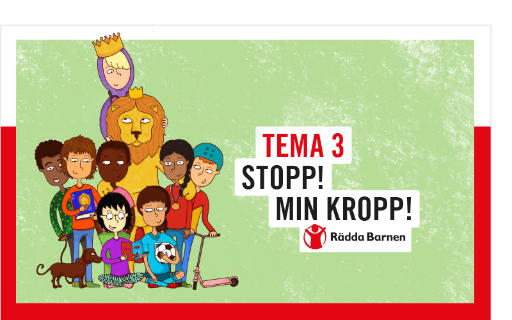 TEMA 3
STOPP!
MIN KROPP!
Rädda Barnen